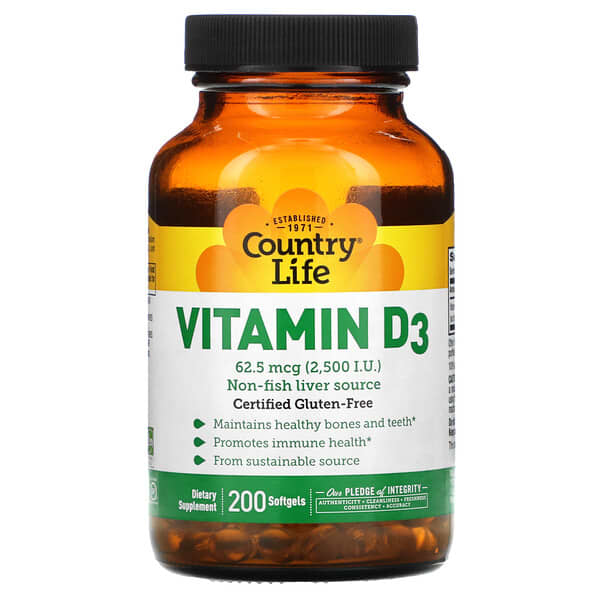 ESTABLISHED
1971
Country®
Life
VITAMIN D3
62.5 mcg (2,500 I.U.)
Non-fish liver source
Certified Gluten-Free
Maintains healthy bones and teeth*
Promotes immune health*
From sustainable source
Dietary
Supplement
200 Softgels
Our PLEDGE of INTEGRITY
AUTHENTICITY • CLEANLINESS • FRESHNESS
CONSISTENCY • ACCURACY